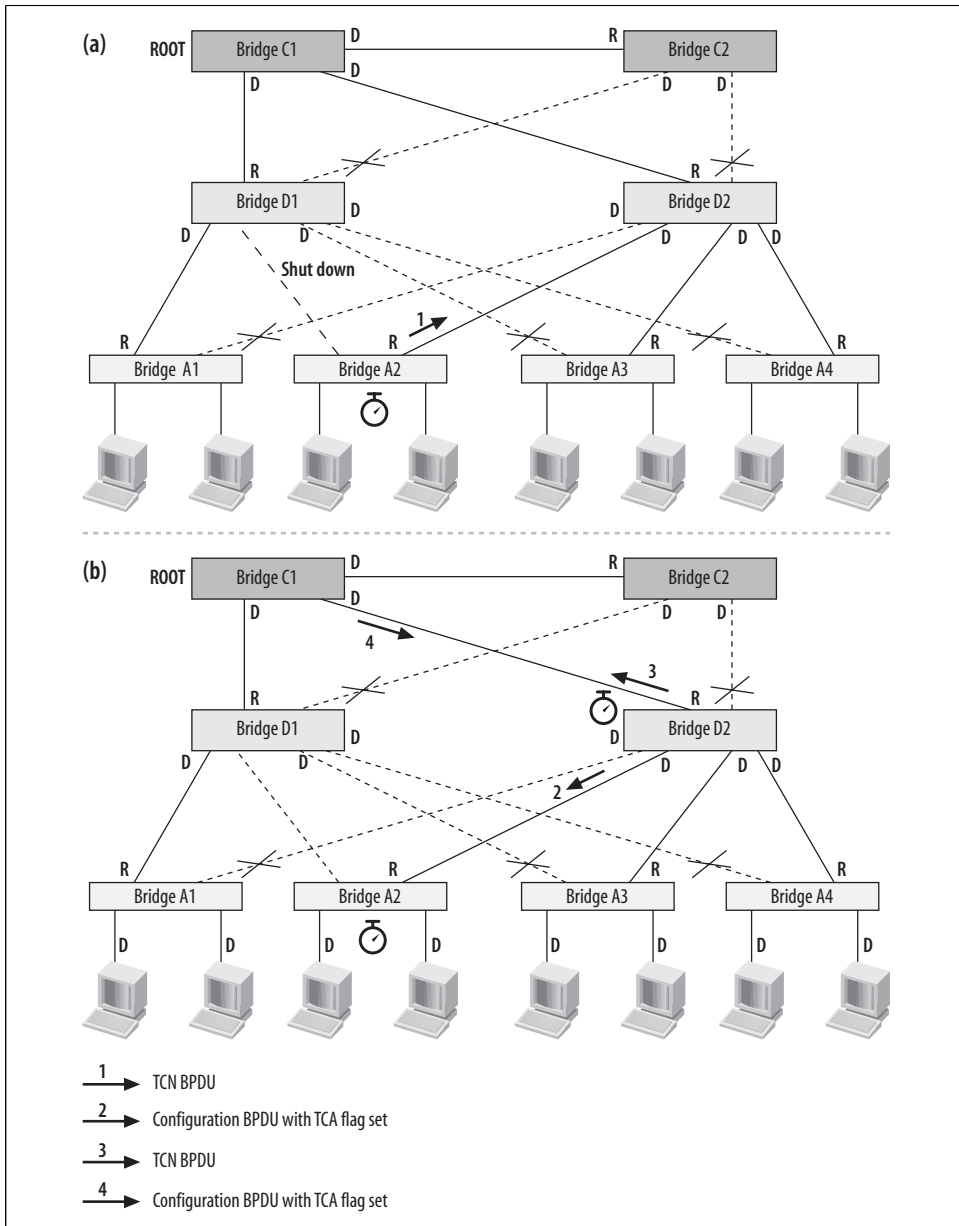 (a)
ROOT
Bridge C1
D
R
Bridge C2
D
D
D
D
R
R
Bridge D1
D
D
Bridge D2
D
D
D
D
D
Shut down
1
R
R
R
R
Bridge A1
Bridge A2
Bridge A3
Bridge A4
(b)
ROOT
Bridge C1
D
R
Bridge C2
D
D
D
D
4
3
R
R
Bridge D1
D
D
Bridge D2
D
D
D
D
D
2
R
R
R
R
Bridge A1
Bridge A2
Bridge A3
Bridge A4
D
D
D
D
D
D
D
D
1
TCN BPDU
2
Configuration BPDU with TCA flag set
3
TCN BPDU
4
Configuration BPDU with TCA flag set